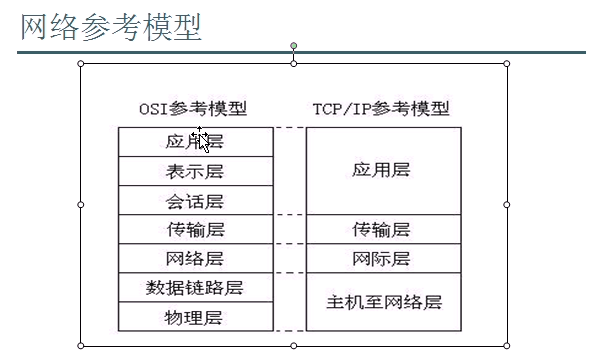 网络参考模型
OSI参考模型
TCP/IP参考模型
应用层
表示层
会话层
传输层
网络层
数据链路层
物理层
应用层
传输层
网际层
主机至网络层